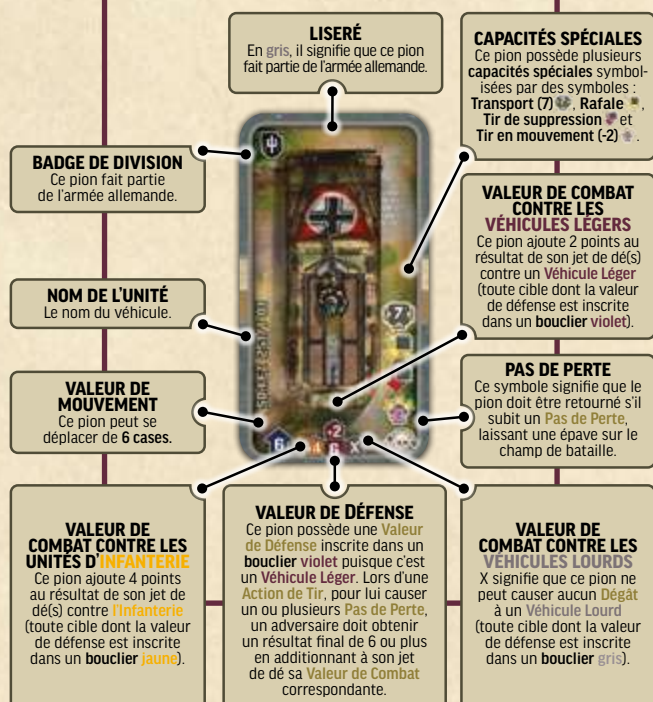 LISERÉ
En gris, il signifie que ce pion
fait partie de l'armée allemande.
CAPACITÉS SPÉCIALES
Ce pion possède plusieurs
capacités spéciales symbol-
isées par des symboles :
Transport (7) , Rafale ,
Tir de suppression et
Tir en mouvement (-2) .
BADGE DE DIVISION
Ce pion fait partie
de l'armée allemande.
NOM DE L'UNITÉ
Le nom du véhicule.
VALEUR DE
MOUVEMENT
Ce pion peut se
déplacer de 6 cases.
7
6
4
2
6
X
VALEUR DE COMBAT
CONTRE LES
VÉHICULES LÉGERS
Ce pion ajoute 2 points au
résultat de son jet de dé(s)
contre un Véhicule Léger
(toute cible dont la valeur
de défense est inscrite
dans un bouclier violet).
PAS DE PERTE
Ce symbole signifie que le
pion doit être retourné s'il
subit un Pas de Perte,
laissant une épave sur le
champ de bataille.
VALEUR DE
COMBAT CONTRE LES
UNITÉS D'INFANTERIE
Ce pion ajoute 4 points
au résultat de son jet de
dé(s) contre l'Infanterie
(toute cible dont la valeur
de défense est inscrite
dans un bouclier jaune).
VALEUR DE DÉFENSE
Ce pion possède une Valeur
de Défense inscrite dans un
bouclier violet puisque c'est
un Véhicule Léger. Lors d'une
Action de Tir, pour lui causer
un ou plusieurs Pas de Perte,
un adversaire doit obtenir
un résultat final de 6 ou plus
en additionnant à son jet
de dé sa Valeur de Combat
correspondante.
VALEUR DE
COMBAT CONTRE LES
VÉHICULES LOURDS
X signifie que ce pion ne
peut causer aucun Dégât
à un Véhicule Lourd
(toute cible dont la valeur
de défense est inscrite
dans un bouclier gris).